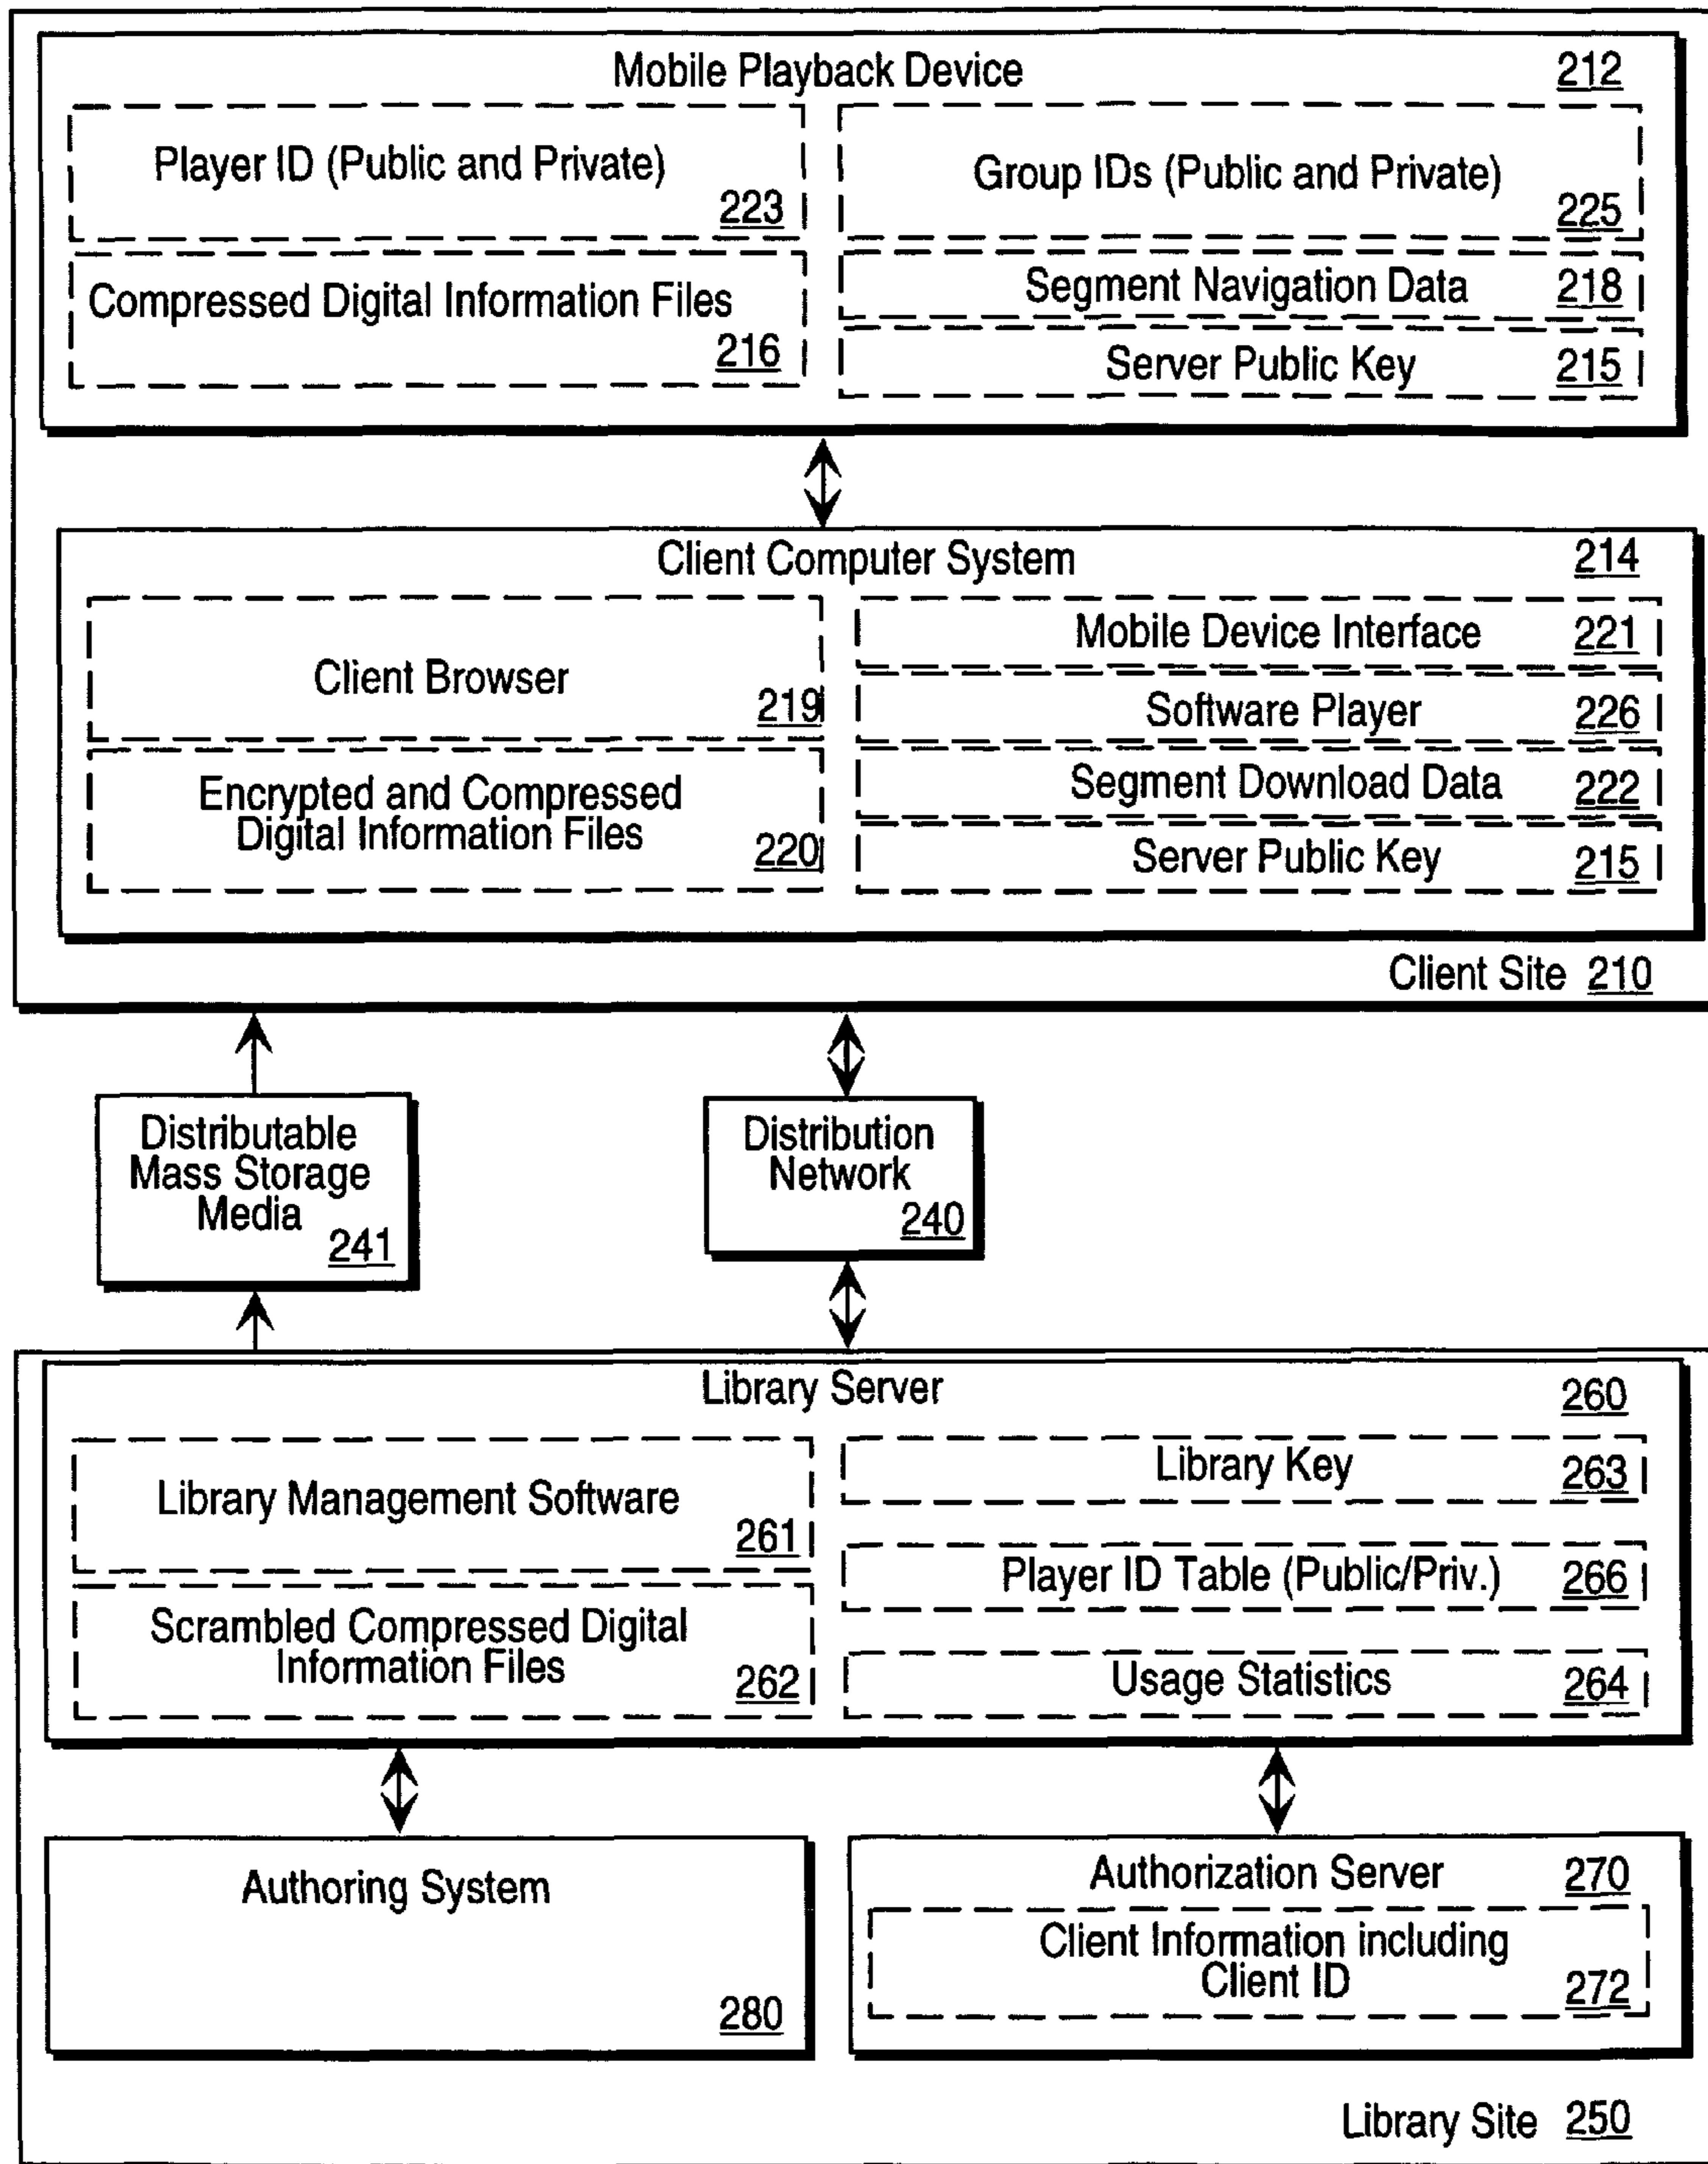 Mobile Playback Device 212
Player ID (Public and Private)
223
Group IDs (Public and Private)
225
Compressed Digital Information Files
216
Segment Navigation Data 218
Server Public Key 215
Client Computer System 214
Client Browser
219
Mobile Device Interface 221
Software Player 226
Encrypted and Compressed
Digital Information Files
220
Segment Download Data 222
Server Public Key 215
Client Site 210
Distributable
Mass Storage
Media
241
Distribution
Network
240
Library Server 260
Library Management Software
261
Library Key 263
Player ID Table (Public/Priv.) 266
Scrambled Compressed Digital
Information Files
262
Usage Statistics 264
Authoring System
280
Authorization Server 270
Client Information including
Client ID
272
Library Site 250